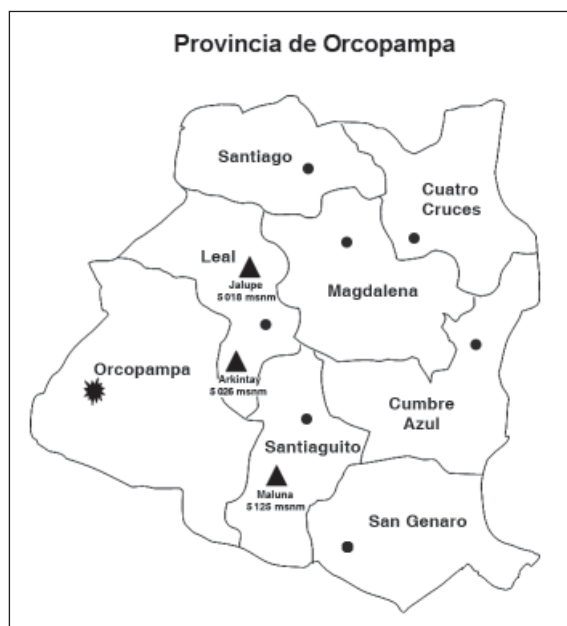 Provincia de Orcopampa
Santiago
Cuatro
Cruces
Leal
Jalupe
5 018 msnm
Magdalena
Orcopampa
Arkintay
5 026 msnm
Cumbre
Azul
Santiaguito
Maluna
5 125 msnm
San Genaro